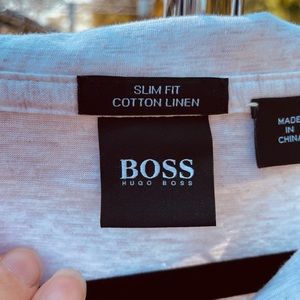 SLIM FIT
COTTON LINEN
BOSS
HUGO BOSS
MADE
IN
CHINA